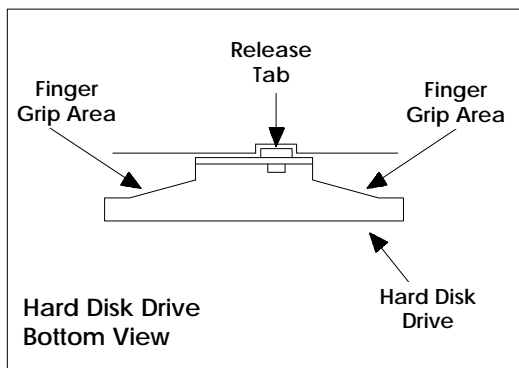 Release
Tab
Finger
Grip Area
Finger
Grip Area
Hard Disk
Drive
Hard Disk Drive
Bottom View